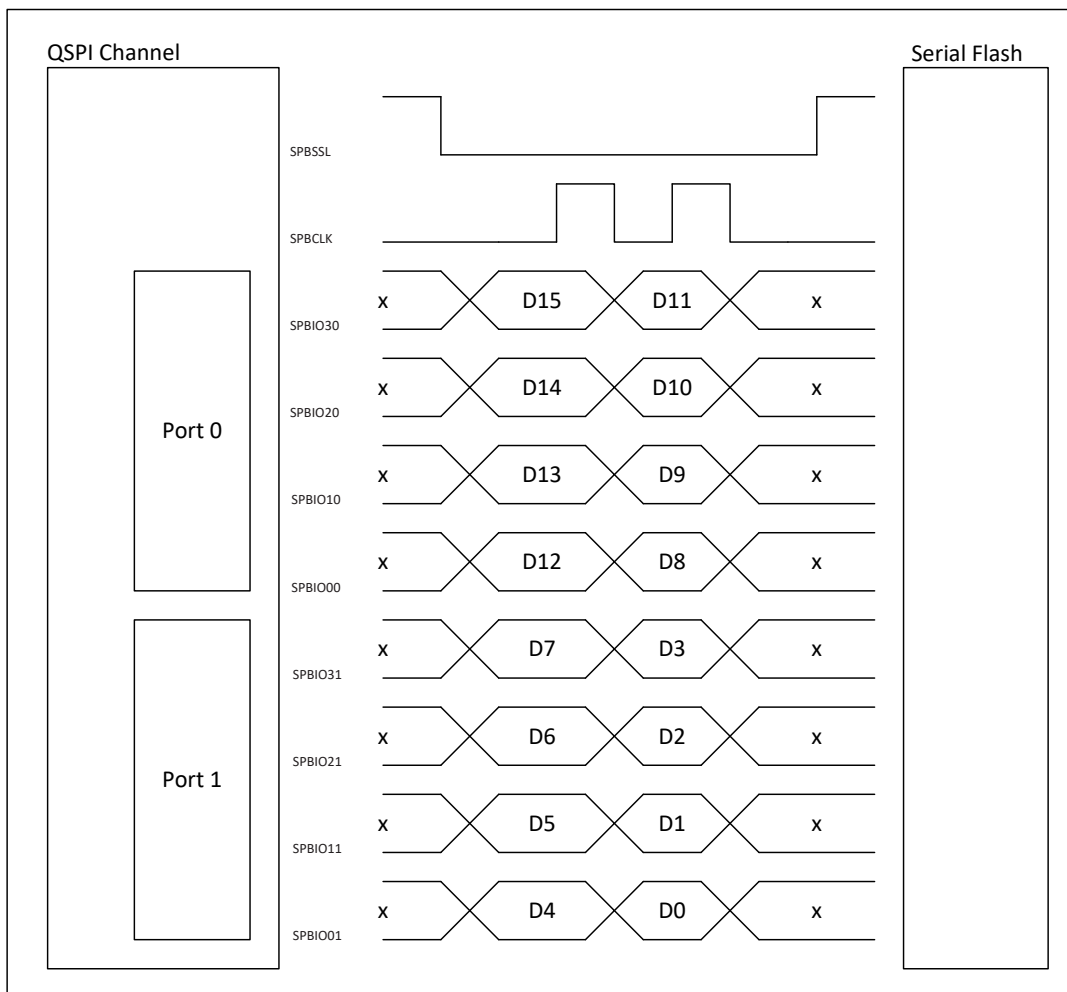 QSPI Channel
Serial Flash
SPBSSL
SPBCLK
x D15 D11 x
SPBIO30
x D14 D10 x
SPBIO20
Port 0
x D13 D9 x
SPBIO10
x D12 D8 x
SPBIO00
x D7 D3 x
SPBIO31
x D6 D2 x
SPBIO21
Port 1
x D5 D1 x
SPBIO11
x D4 D0 x
SPBIO01